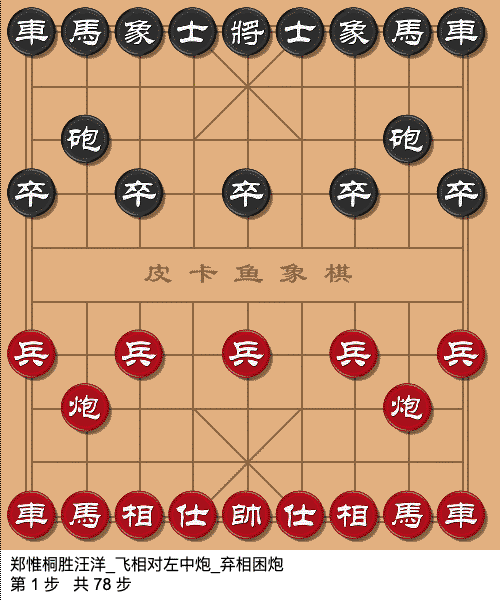 車馬象士將士象馬車
砲砲
卒卒卒卒卒
皮卡鱼象棋
兵兵兵兵兵
炮炮
車馬相仕帥仕相馬車
郑惟桐胜汪洋_飞相对左中炮_弃相困炮
第 1 步 共 78 步